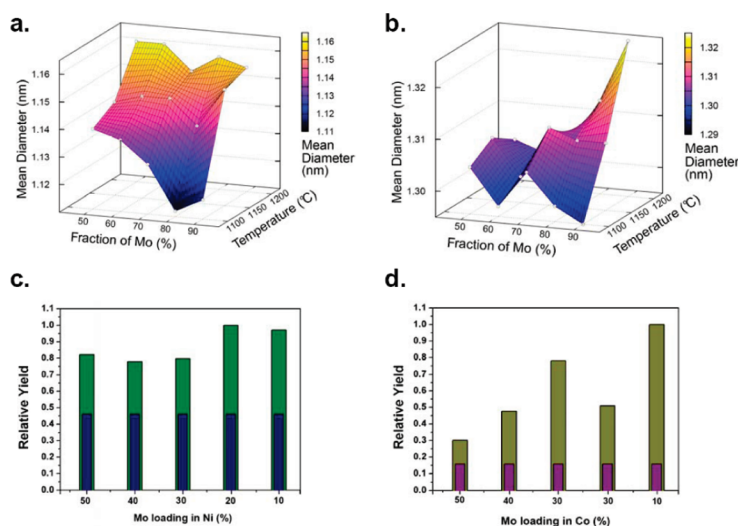 a.
1.16
1.15
1.14
1.13
1.12
Mean Diameter (nm)
50
60
70
80
90
Fraction of Mo (%)
1100
1150
1200
Temperature (℃)
1.16
1.15
1.14
1.13
1.12
1.11
Mean
Diameter
(nm)
b.
1.32
1.31
1.30
Mean Diameter (nm)
50
60
70
80
90
Fraction of Mo (%)
1100
1150
1200
Temperature (℃)
1.32
1.31
1.30
1.29
Mean
Diameter
(nm)
c.
1.1
1.0
0.9
0.8
0.7
0.6
0.5
0.4
0.3
0.2
0.1
0.0
Relative Yield
50 40 30 20 10
Mo loading in Ni (%)
d.
1.1
1.0
0.9
0.8
0.7
0.6
0.5
0.4
0.3
0.2
0.1
0.0
Relative Yield
50 40 30 30 10
Mo loading in Co (%)